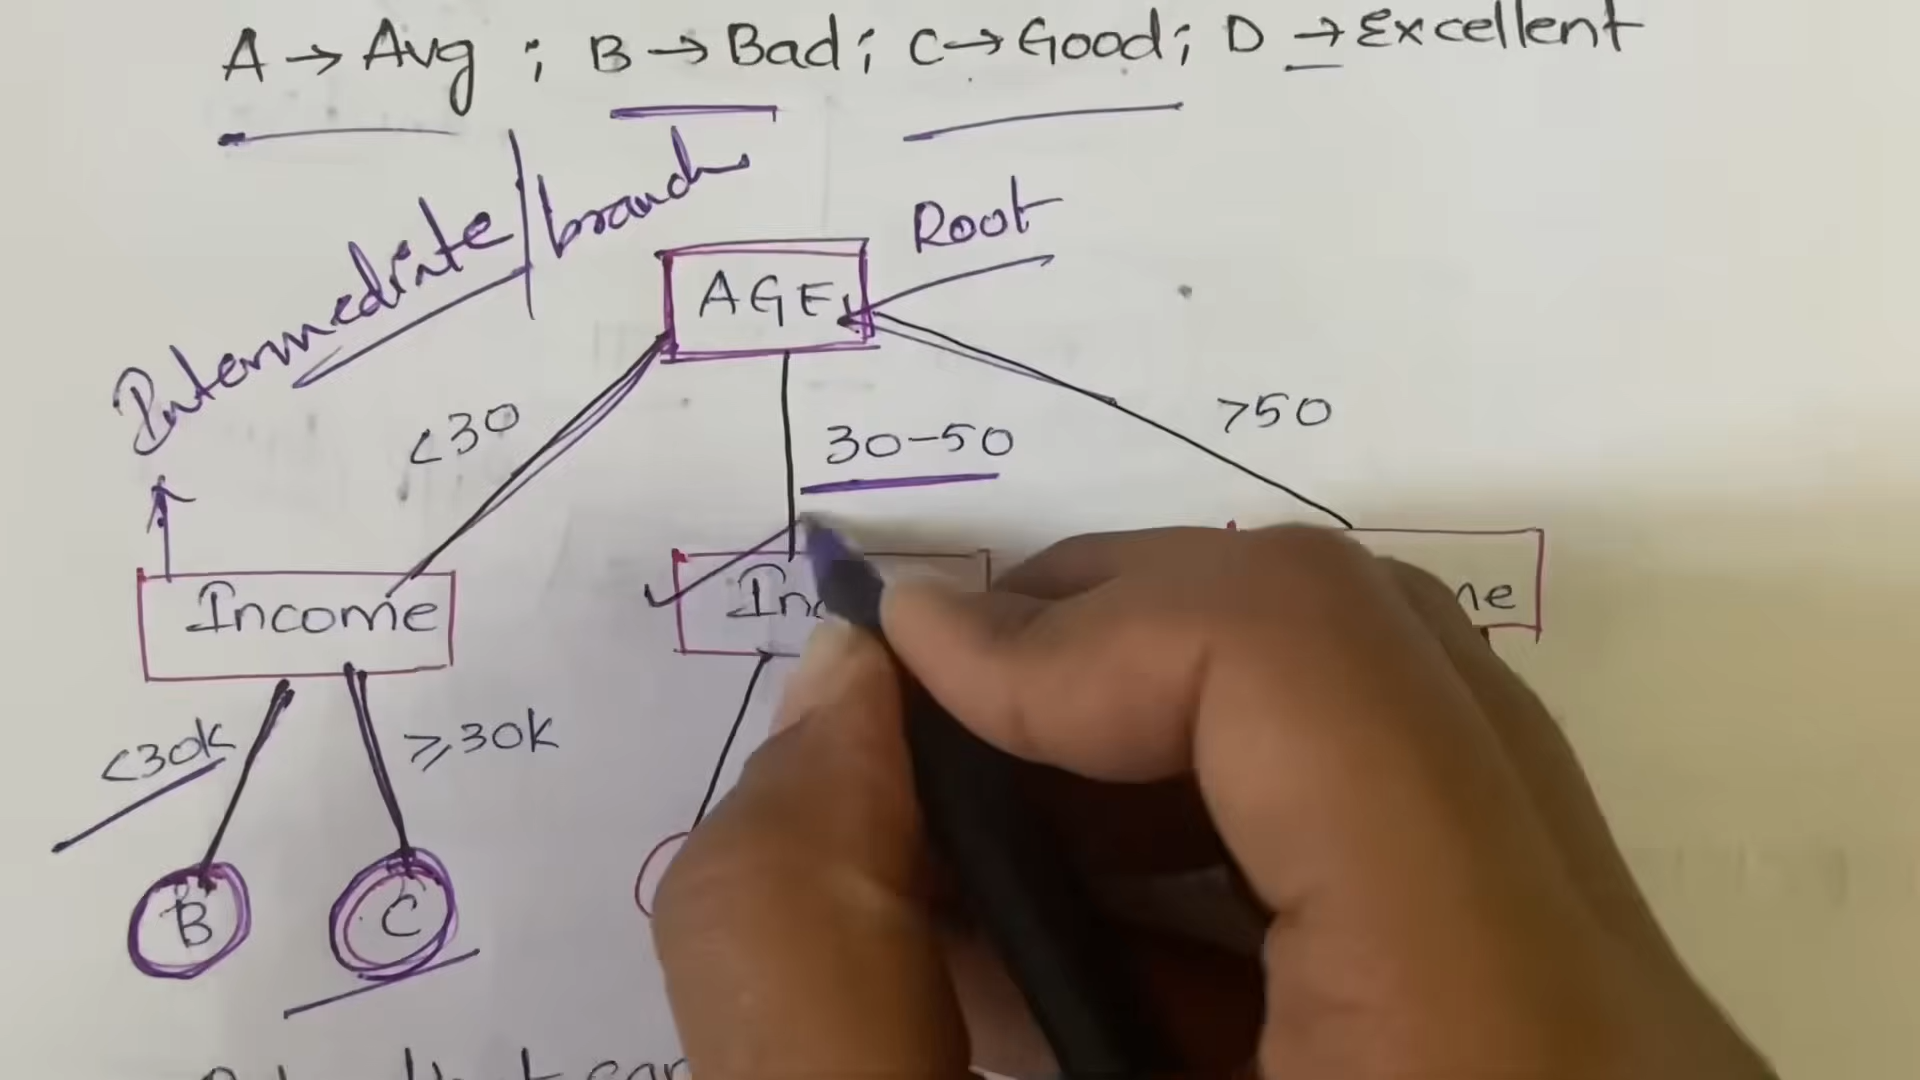 A → Avg ; B → Bad ; C → Good ; D → Excellent
Intermediate / branch
Root
AGE
<30
30-50
>50
Income
<30K
≥30K
B
C